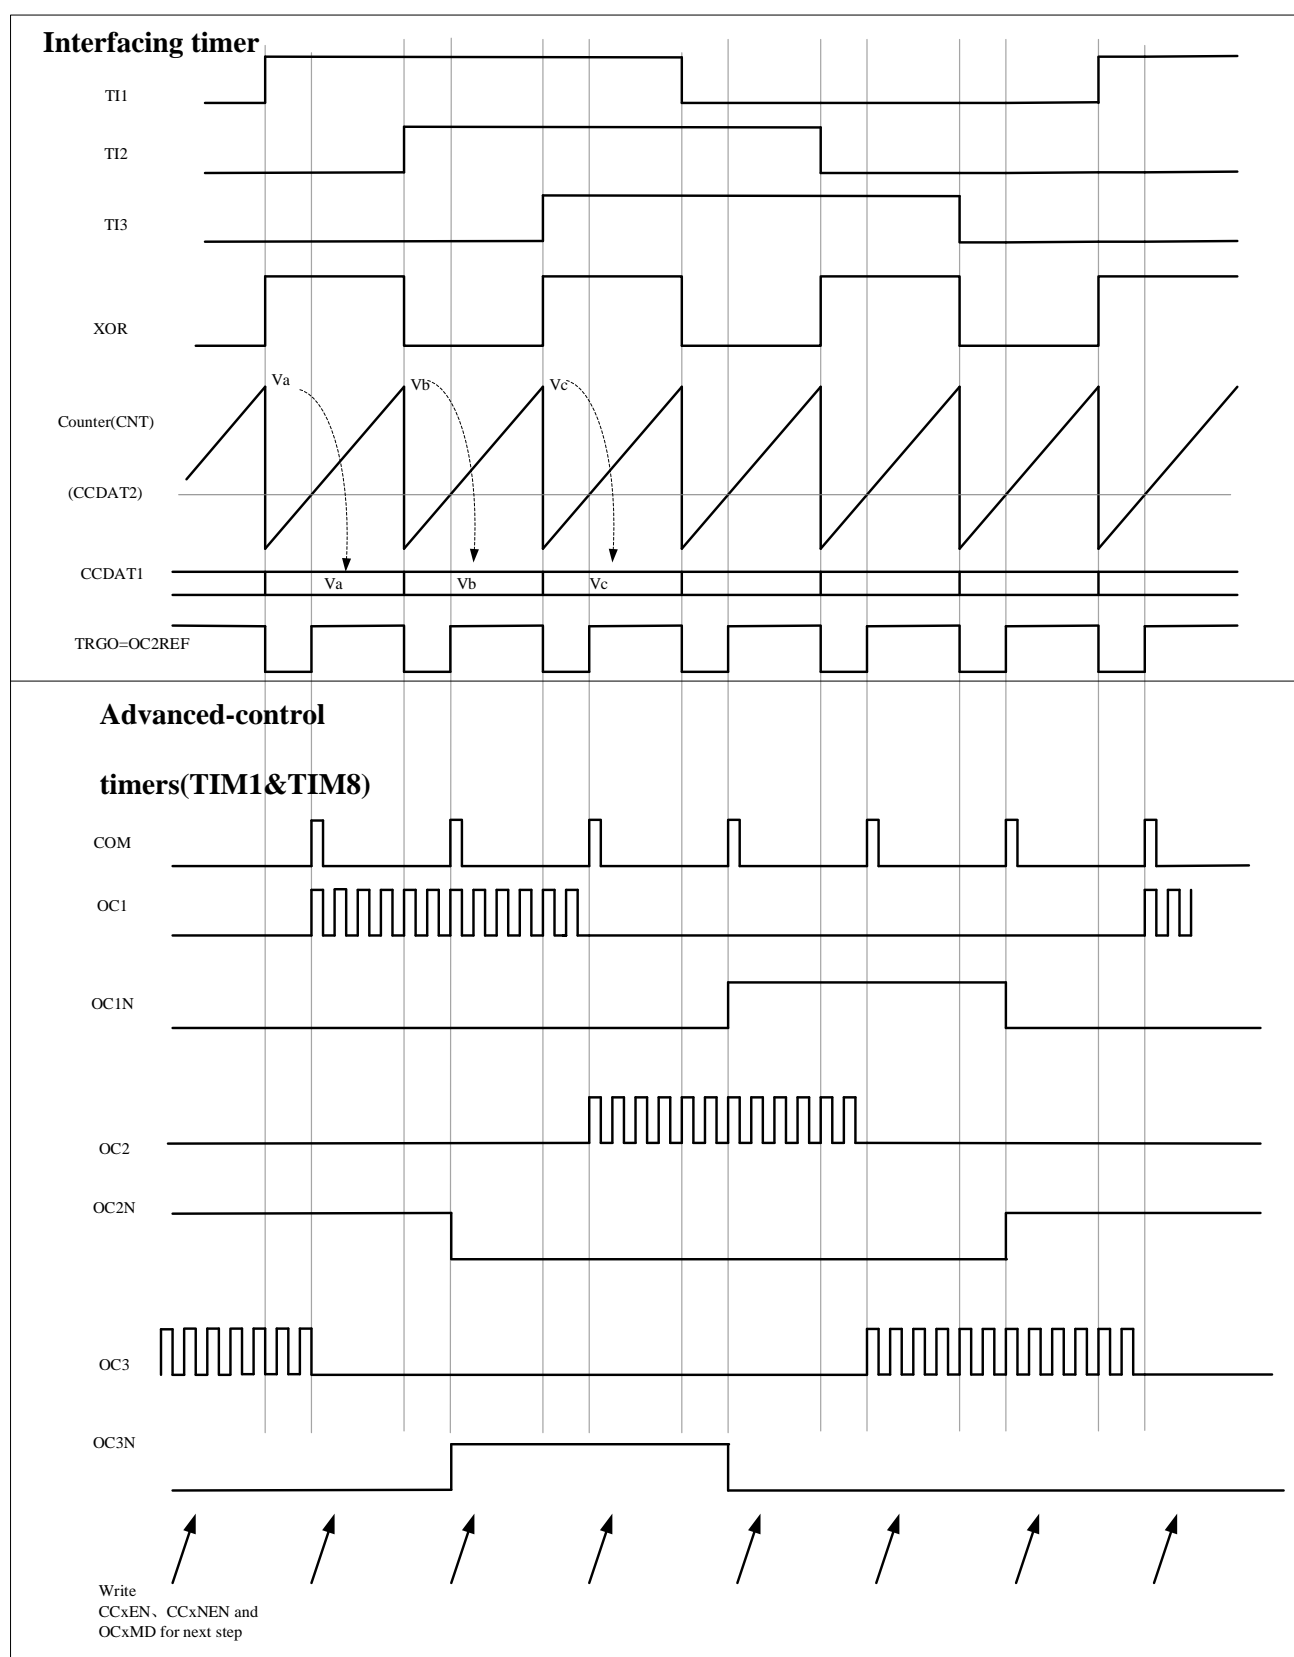 Interfacing timer
TI1
TI2
TI3
XOR
Va
Vb
Vc
Counter(CNT)
(CCDAT2)
CCDAT1
Va
Vb
Vc
TRGO=OC2REF
Advanced-control
timers(TIM1&TIM8)
COM
OC1
OC1N
OC2
OC2N
OC3
OC3N
Write
CCxEN、CCxNEN and
OCxMD for next step